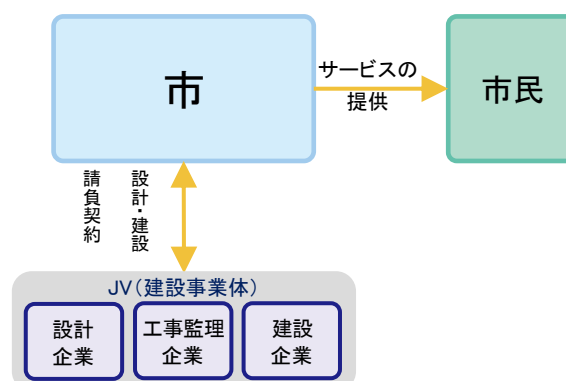 市
サービスの
提供
市民
設計・建設
請負契約
JV（建設事業体）
設計
企業
工事監理
企業
建設
企業